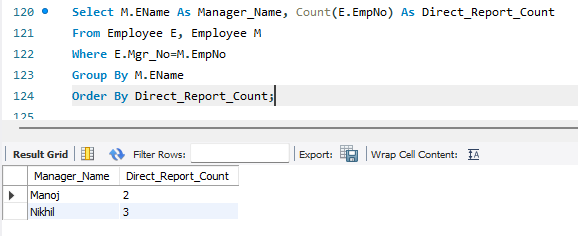 120 Select M.EName As Manager_Name, Count(E.EmpNo) As Direct_Report_Count
121 From Employee E, Employee M
122 Where E.Mgr_No=M.EmpNo
123 Group By M.EName
124 Order By Direct_Report_Count;
125
Result Grid Filter Rows: Export: Wrap Cell Content: IA
Manager_Name Direct_Report_Count
Manoj 2
Nikhil 3